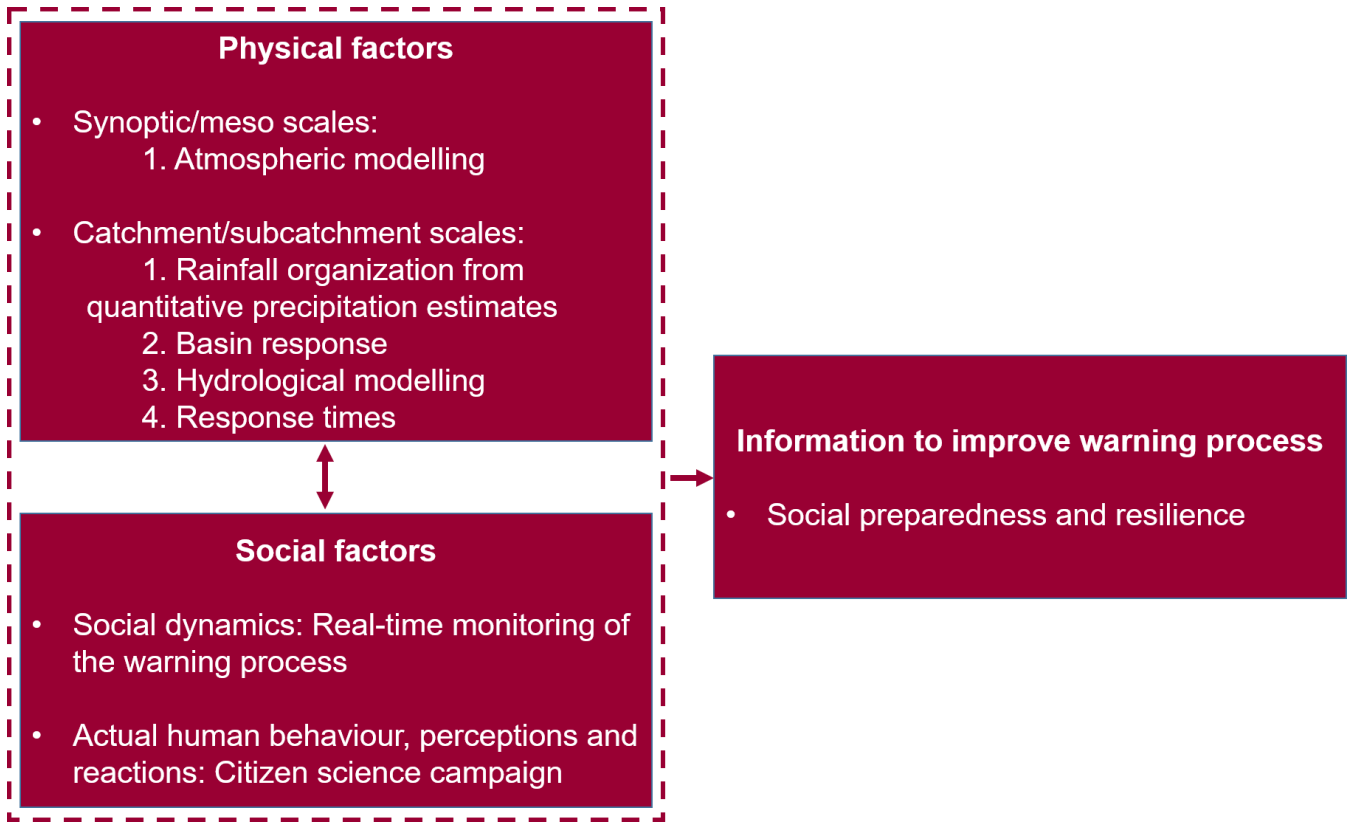 Physical factors
• Synoptic/meso scales:
1. Atmospheric modelling
• Catchment/subcatchment scales:
1. Rainfall organization from
quantitative precipitation estimates
2. Basin response
3. Hydrological modelling
4. Response times
Social factors
• Social dynamics: Real-time monitoring of
the warning process
• Actual human behaviour, perceptions and
reactions: Citizen science campaign
Information to improve warning process
• Social preparedness and resilience